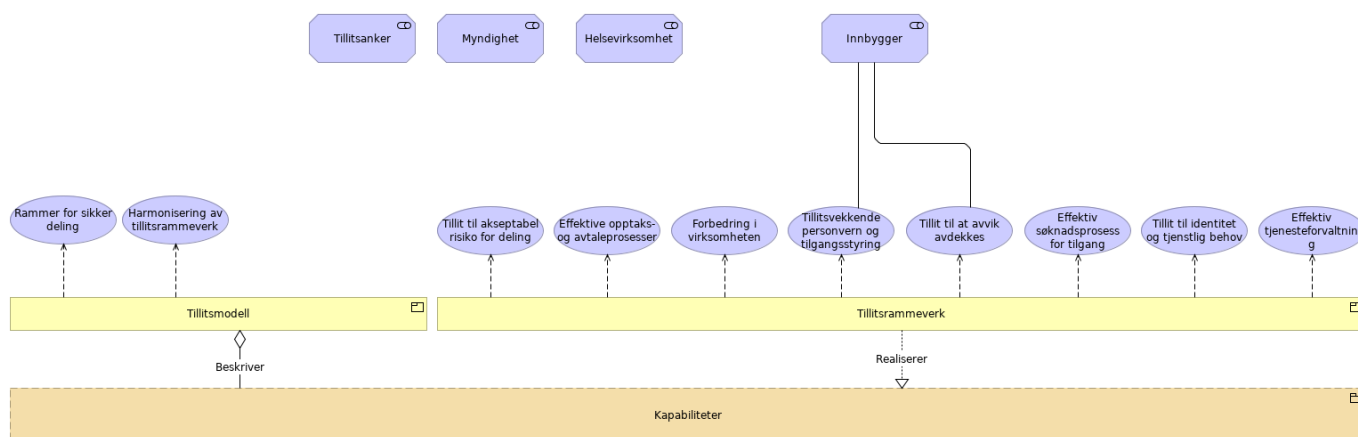 Tillitsanker
Myndighet
Helsevirksomhet
Innbygger
Rammer for sikker
deling
Harmonisering av
tillitsrammeverk
Tillit til akseptabel
risiko for deling
Effektive opptaks-
og avtaleprosesser
Forbedring i
virksomheten
Tillitsvekkende
personvern og
tilgangsstyring
Tillit til at avvik
avdekkes
Effektiv
søknadsprosess
for tilgang
Tillit til identitet
og tjenstlig behov
Effektiv
tjenesteforvaltnin
g
Tillitsmodell
Tillitsrammeverk
Beskriver
Realiserer
Kapabiliteter